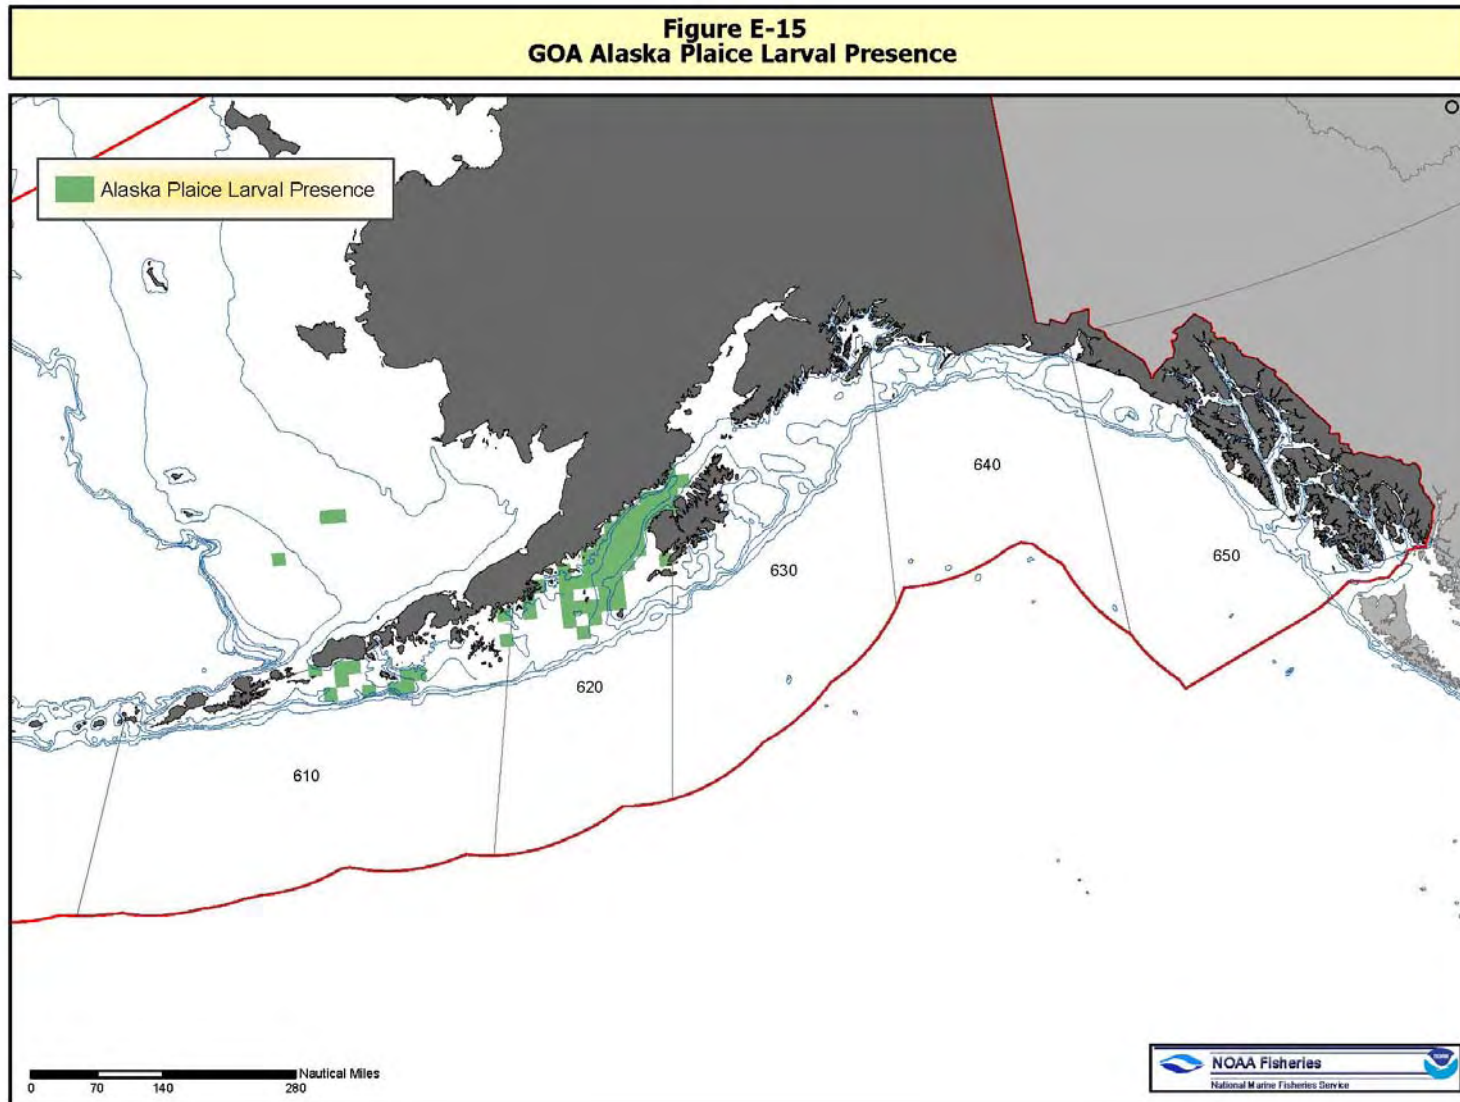 Figure E-15
GOA Alaska Plaice Larval Presence
Alaska Plaice Larval Presence
640
650
630
620
610
Nautical Miles
0 70 140 280
NOAA Fisheries
National Marine Fisheries Service